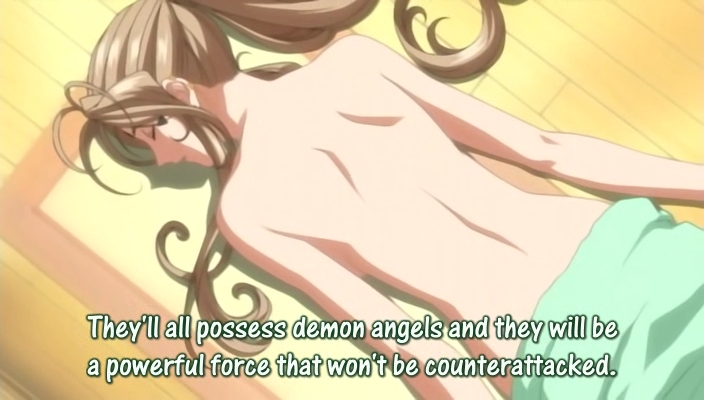 They'll all possess demon angels and they will be
a powerful force that won't be counterattacked.